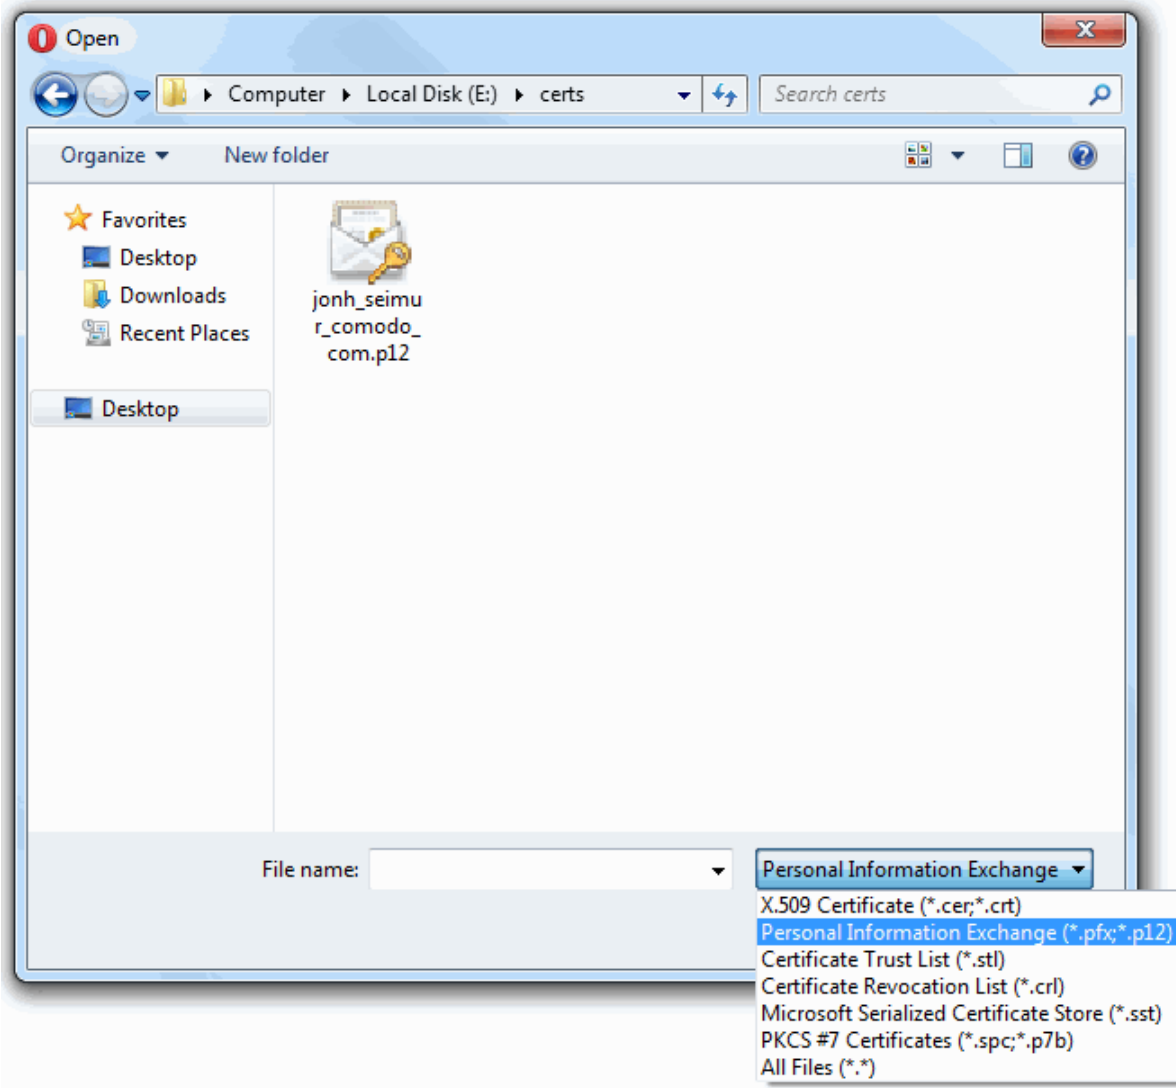 Open
Computer Local Disk (E:) certs
Search certs
Organize
New folder
Favorites
Desktop
Downloads
Recent Places
Desktop
jonh_seimu
r_comodo_
com.p12
File name:
Personal Information Exchange
X.509 Certificate (*.cer;*.crt)
Personal Information Exchange (*.pfx;*.p12)
Certificate Trust List (*.stl)
Certificate Revocation List (*.crl)
Microsoft Serialized Certificate Store (*.sst)
PKCS #7 Certificates (*.spc;*.p7b)
All Files (*.*)